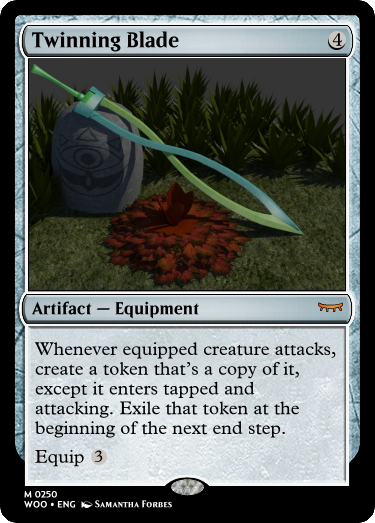 Twinning Blade 4
Artifact — Equipment
Whenever equipped creature attacks,
create a token that's a copy of it,
except it enters tapped and
attacking. Exile that token at the
beginning of the next end step.
Equip 3
M 0250
WOO • ENG Samantha Forbes